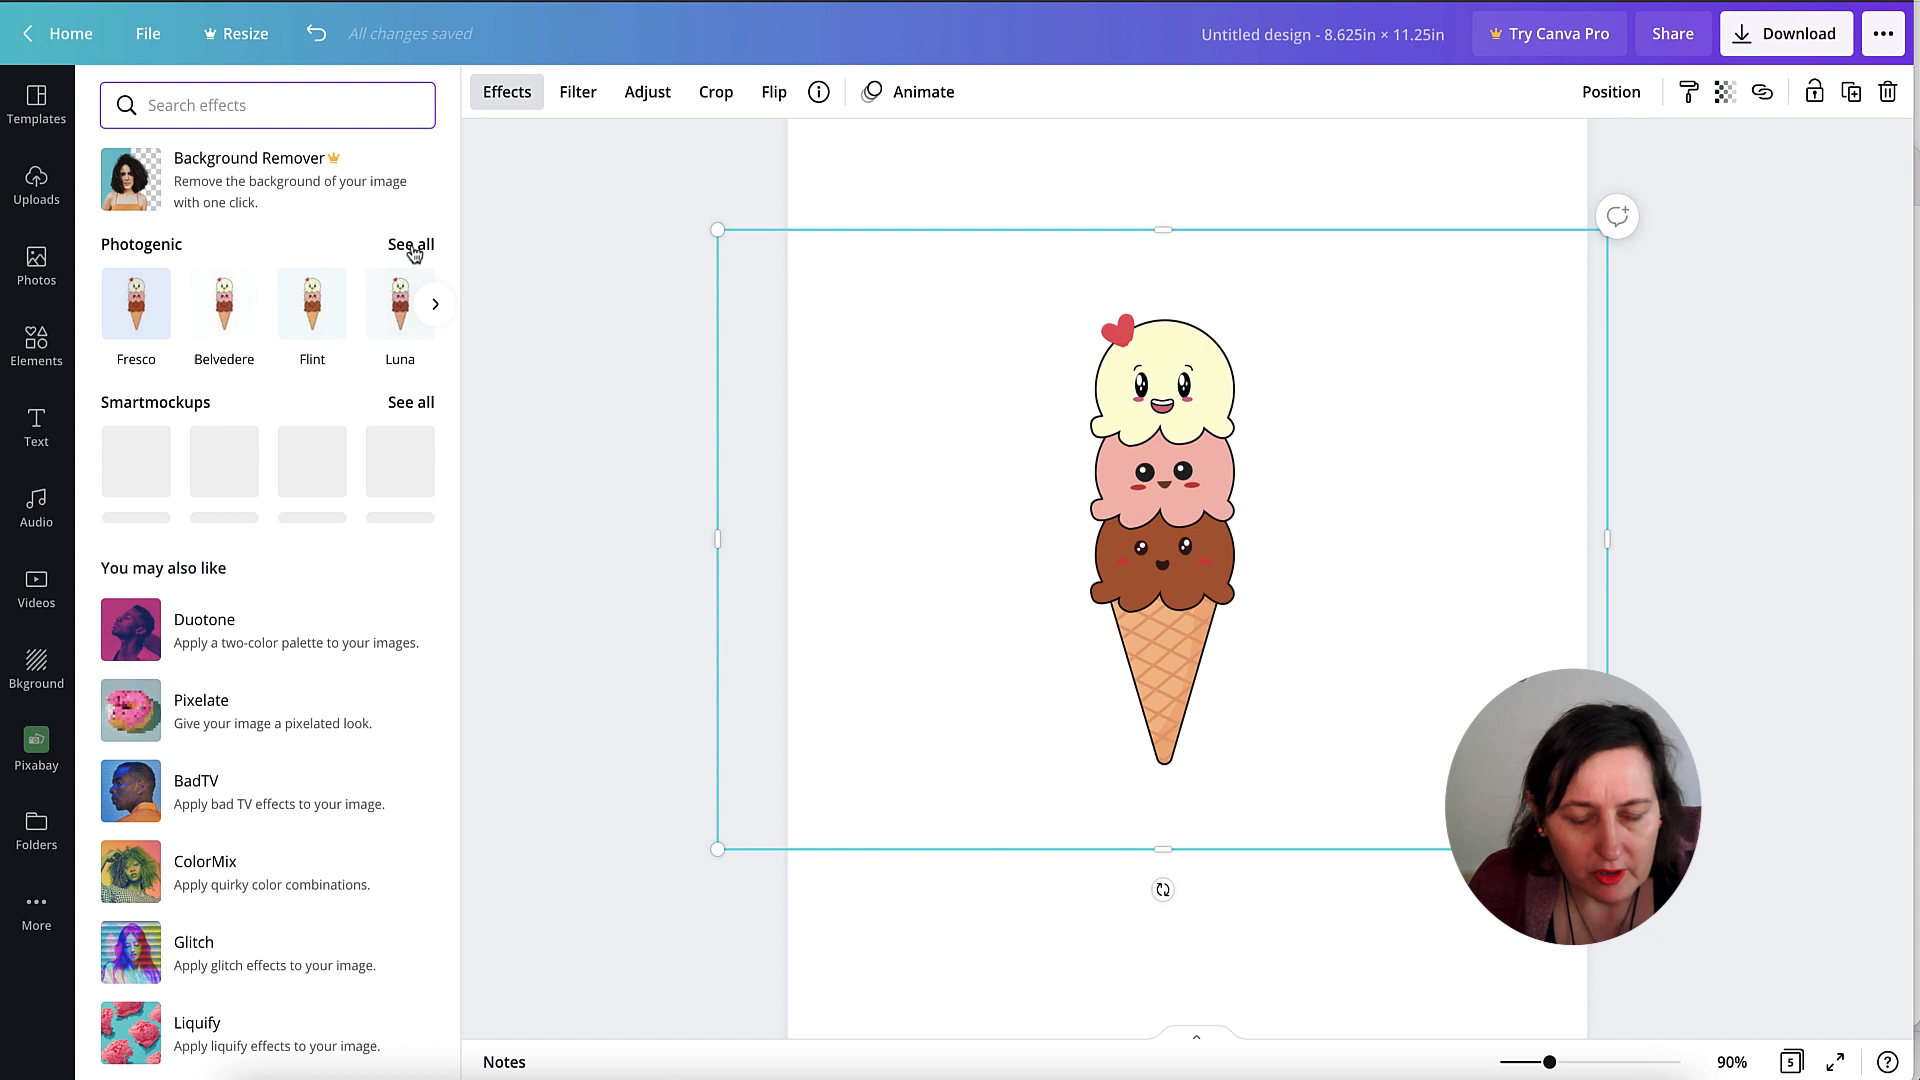 Home
File
Resize
All changes saved
Untitled design - 8.625in × 11.25in
Try Canva Pro
Share
Download
Templates
Uploads
Photos
Elements
Text
Audio
Videos
Bkground
Pixabay
Folders
More
Search effects
Background Remover
Remove the background of your image
with one click.
Photogenic
See all
Fresco
Belvedere
Flint
Luna
Smartmockups
See all
You may also like
Duotone
Apply a two-color palette to your images.
Pixelate
Give your image a pixelated look.
BadTV
Apply bad TV effects to your image.
ColorMix
Apply quirky color combinations.
Glitch
Apply glitch effects to your image.
Liquify
Apply liquify effects to your image.
Effects
Filter
Adjust
Crop
Flip
Animate
Position
Notes
90%
5